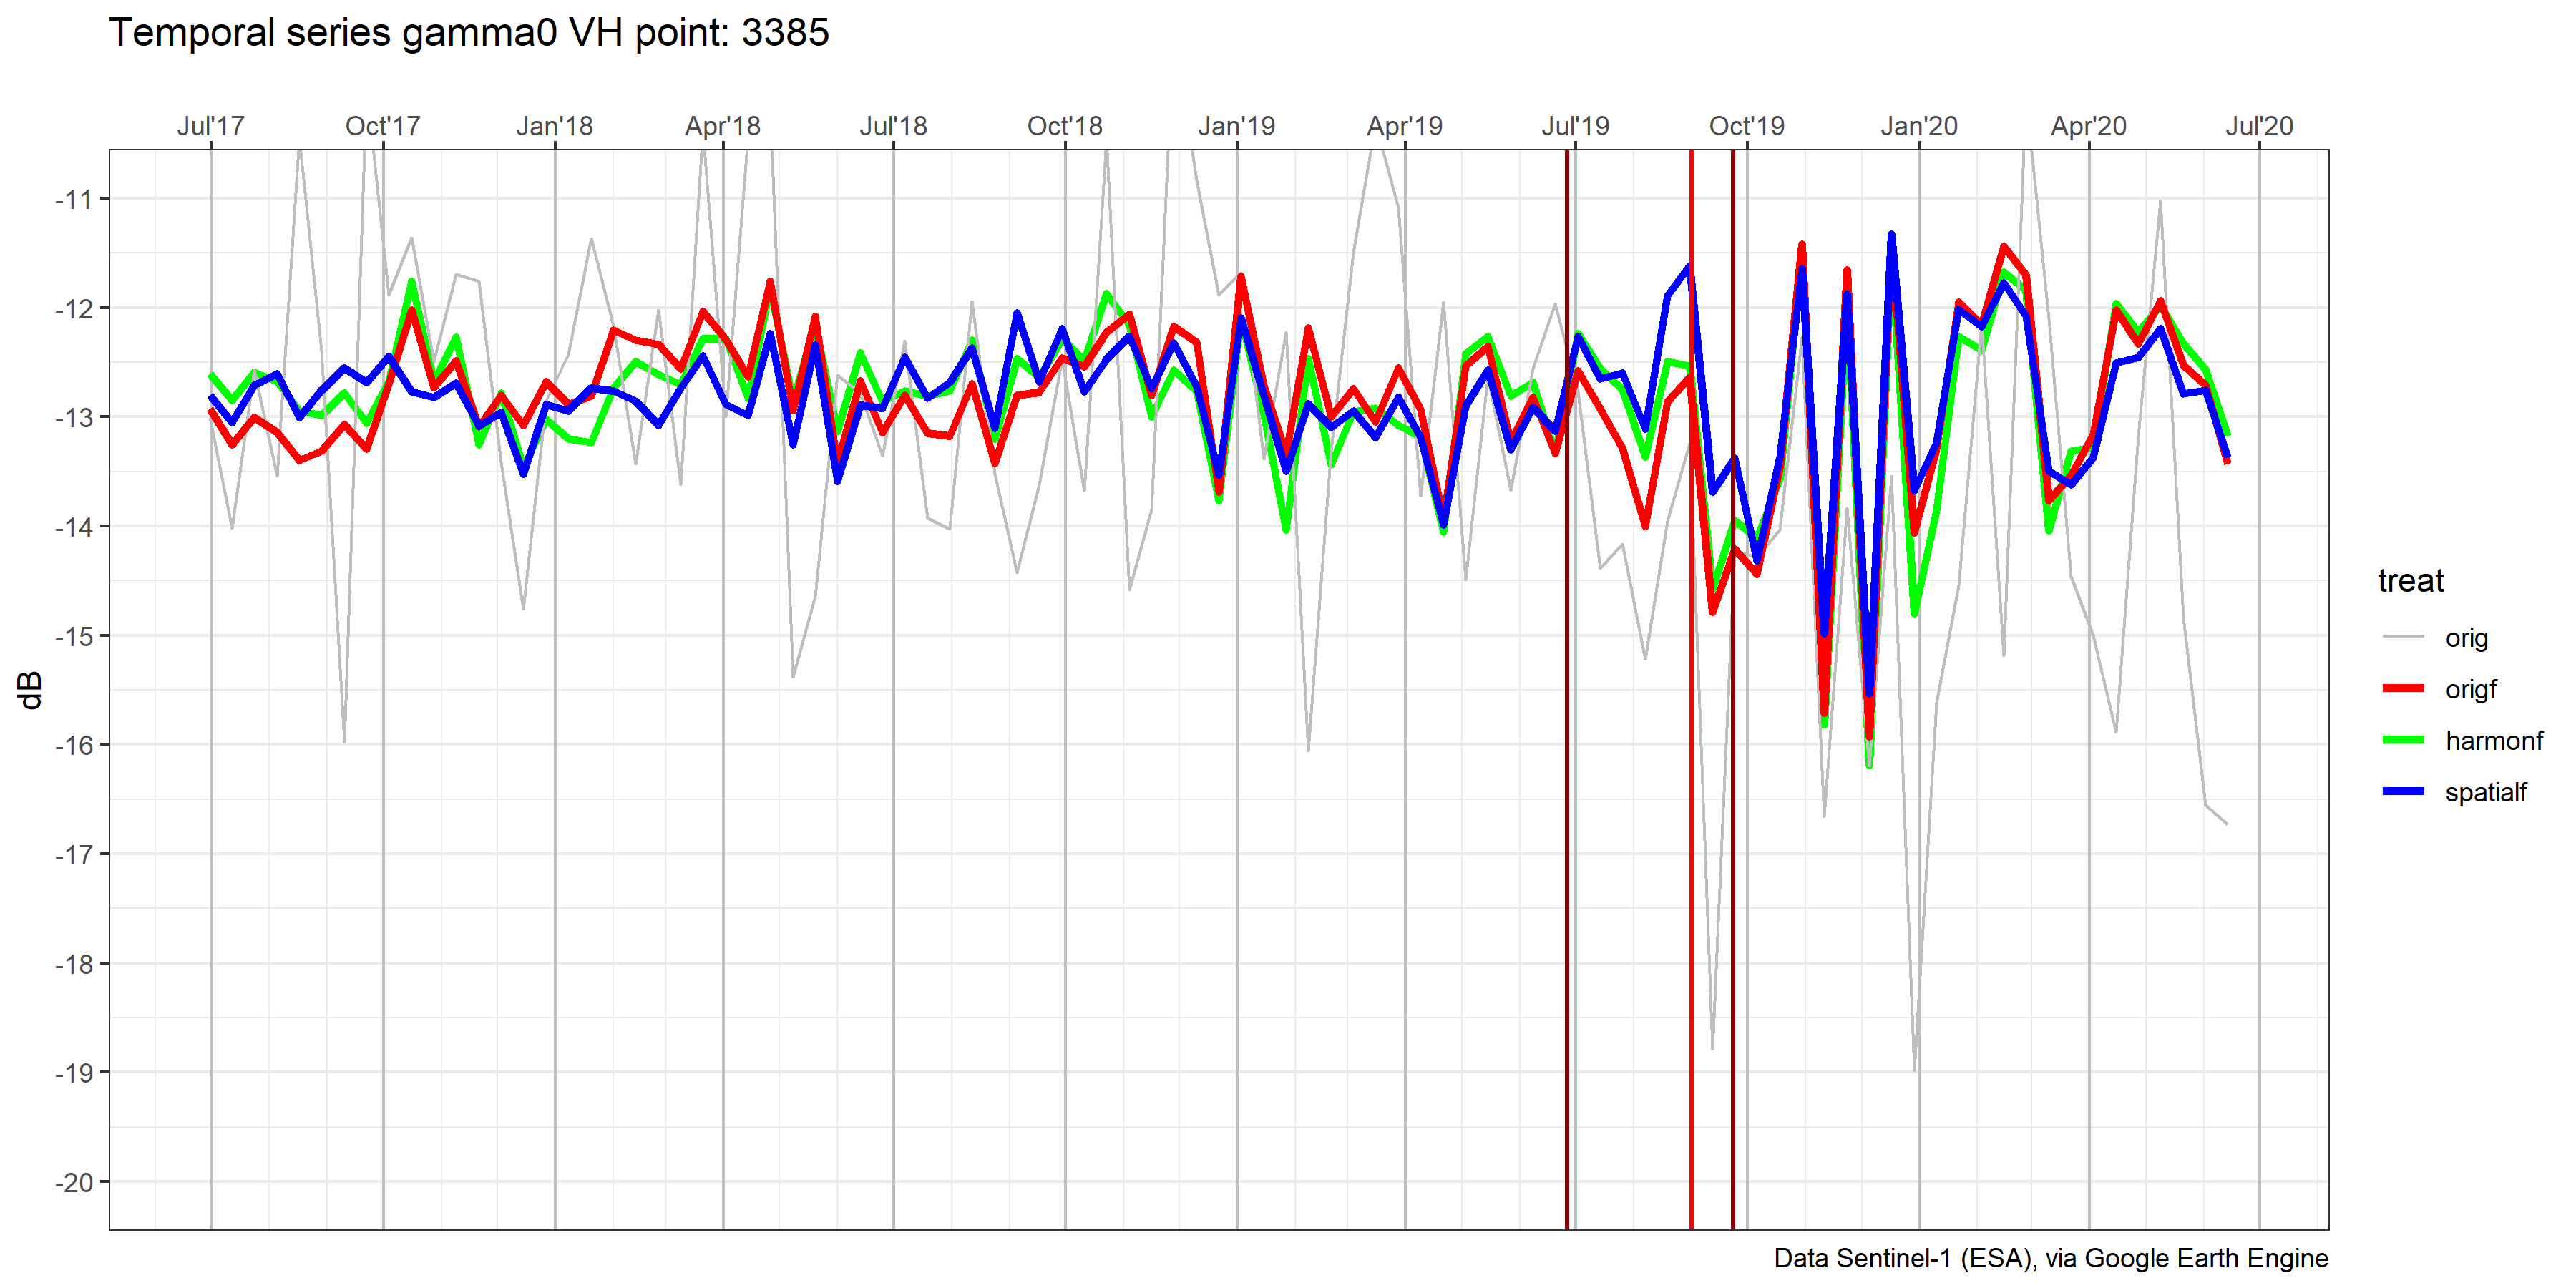 Temporal series gamma0 VH point: 3385
Jul'17 Oct'17 Jan'18 Apr'18 Jul'18 Oct'18 Jan'19 Apr'19 Jul'19 Oct'19 Jan'20 Apr'20 Jul'20
-11
-12
-13
-14
-15
-16
-17
-18
-19
-20
dB
treat
orig
origf
harmonf
spatialf
Data Sentinel-1 (ESA), via Google Earth Engine